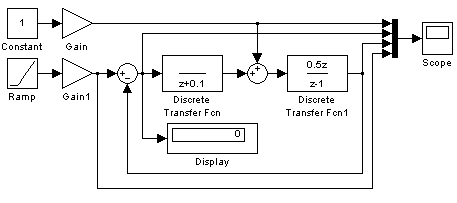 1
Constant
Gain
Ramp
Gain1
z+0.1
Discrete
Transfer Fcn
0.5z
z-1
Discrete
Transfer Fcn1
0
Display
Scope